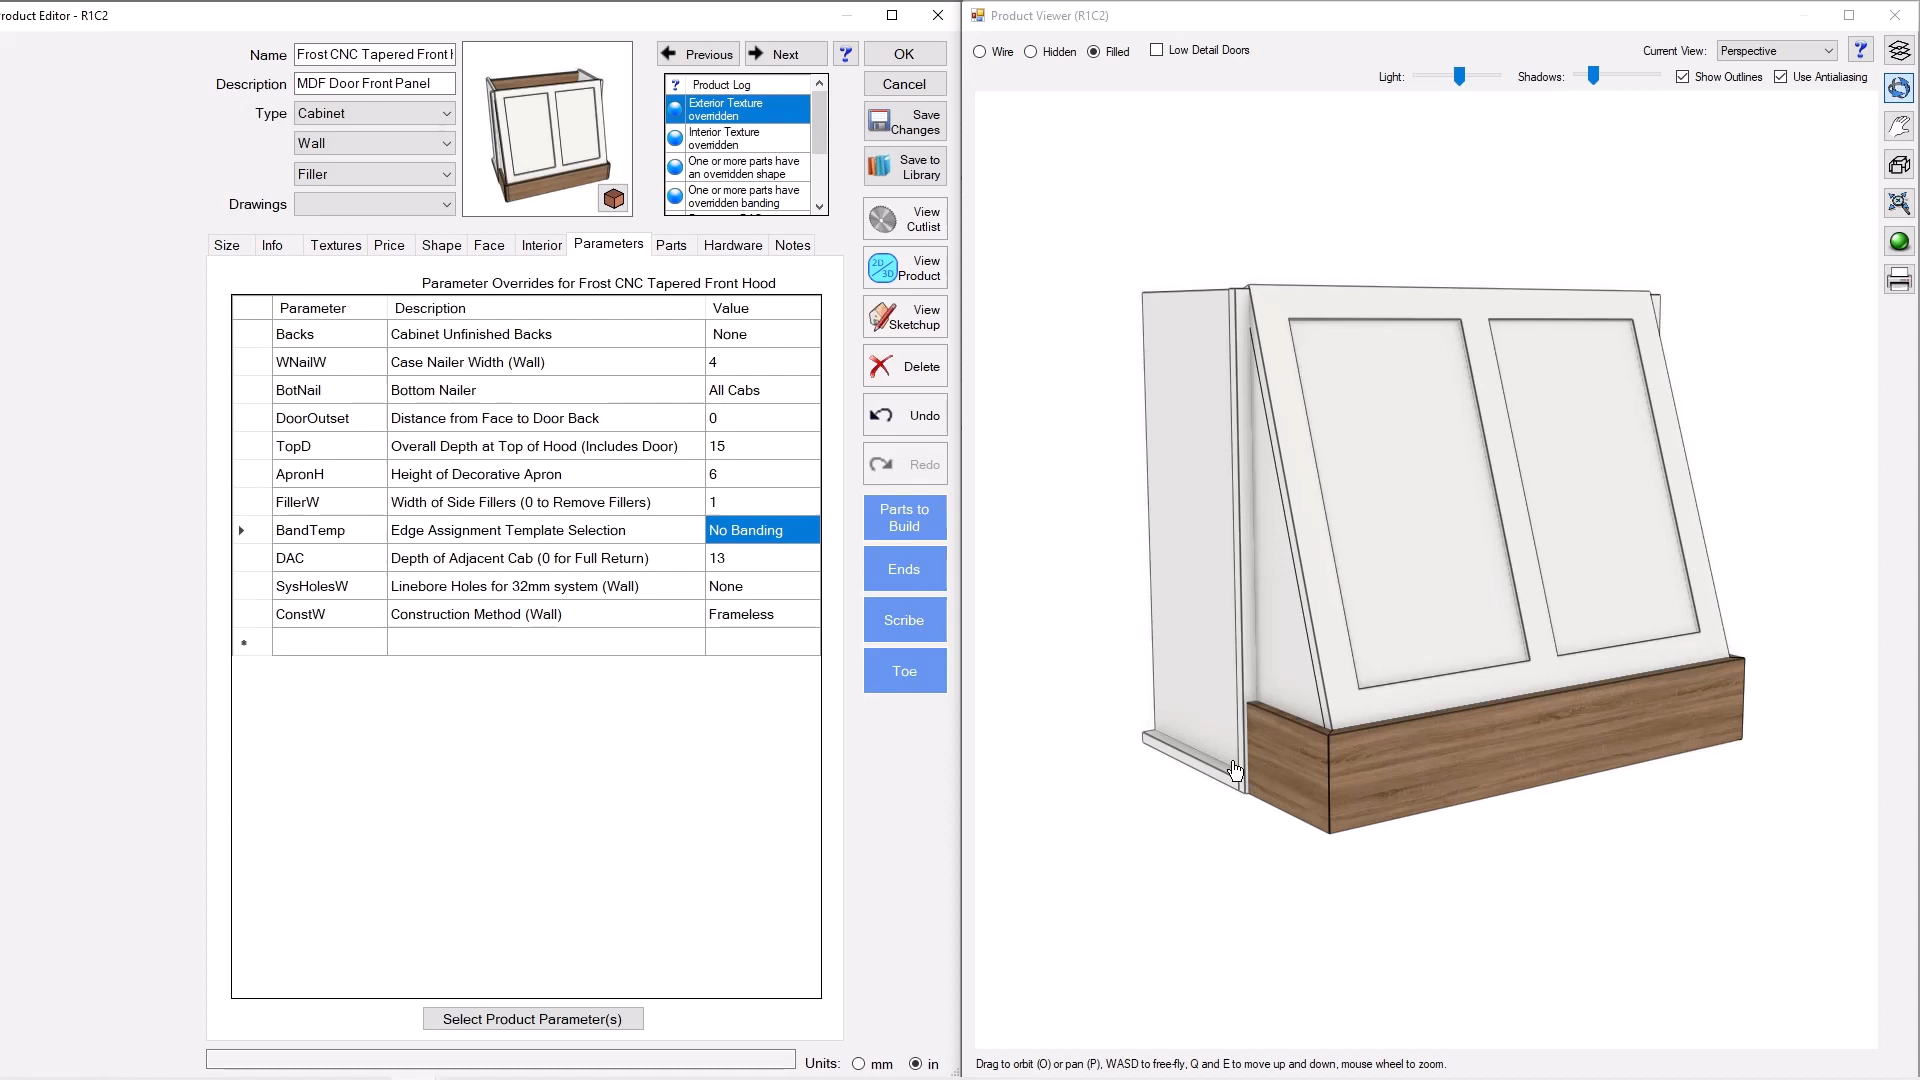 roduct Editor - R1C2
Name
Frost CNC Tapered Front H
Description
MDF Door Front Panel
Type
Cabinet
Wall
Filler
Drawings
Previous
Next
?
OK
? Product Log
Exterior Texture
overridden
Interior Texture
overridden
One or more parts have
an overridden shape
One or more parts have
overridden banding
Cancel
Save
Changes
Save to
Library
View
Cutlist
2D
3D
View
Product
View
Sketchup
Delete
Undo
Redo
Parts to
Build
Ends
Scribe
Toe
Size Info Textures Price Shape Face Interior Parameters Parts Hardware Notes
Parameter Overrides for Frost CNC Tapered Front Hood
Parameter Description Value
Backs Cabinet Unfinished Backs None
WNailW Case Nailer Width (Wall) 4
BotNail Bottom Nailer All Cabs
DoorOutset Distance from Face to Door Back 0
TopD Overall Depth at Top of Hood (Includes Door) 15
ApronH Height of Decorative Apron 6
FillerW Width of Side Fillers (0 to Remove Fillers) 1
BandTemp Edge Assignment Template Selection No Banding
DAC Depth of Adjacent Cab (0 for Full Return) 13
SysHolesW Linebore Holes for 32mm system (Wall) None
ConstW Construction Method (Wall) Frameless
*
Select Product Parameter(s)
Units: mm in
Product Viewer (R1C2)
Wire Hidden Filled Low Detail Doors
Current View: Perspective ?
Light: Shadows: Show Outlines Use Antialiasing
Drag to orbit (O) or pan (P), WASD to free-fly, Q and E to move up and down, mouse wheel to zoom.